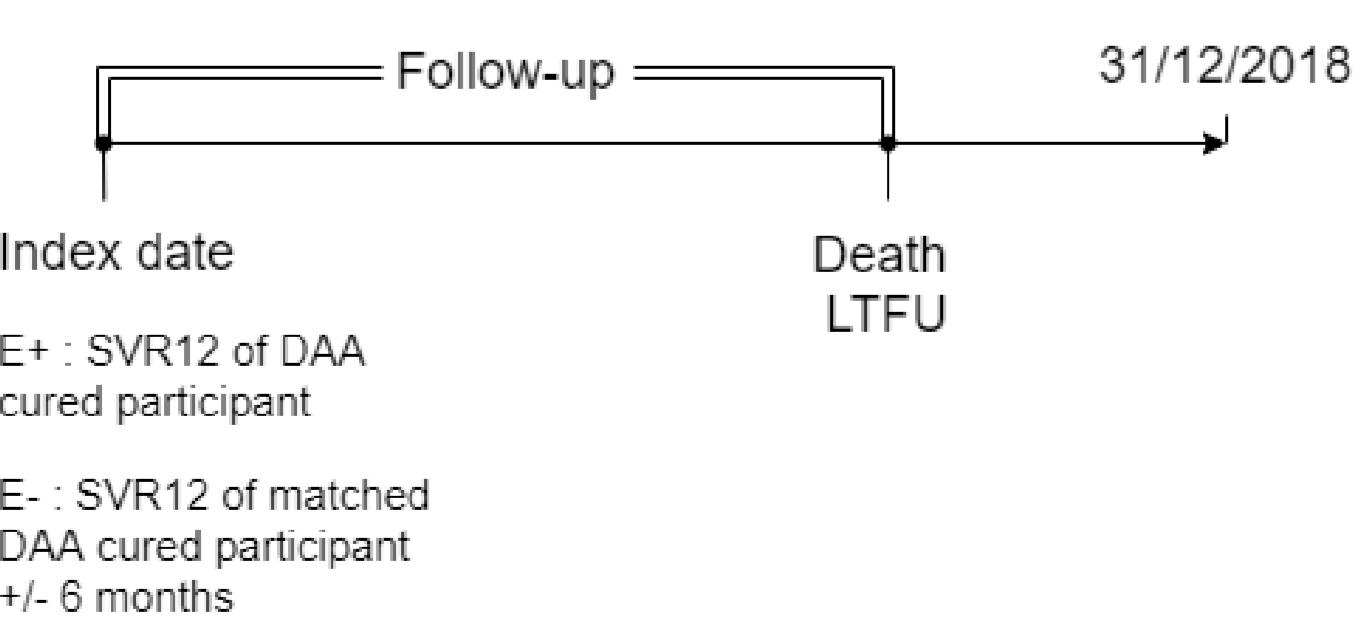 Follow-up
31/12/2018
Index date
Death
LTFU
E+ : SVR12 of DAA
cured participant
E- : SVR12 of matched
DAA cured participant
+/- 6 months